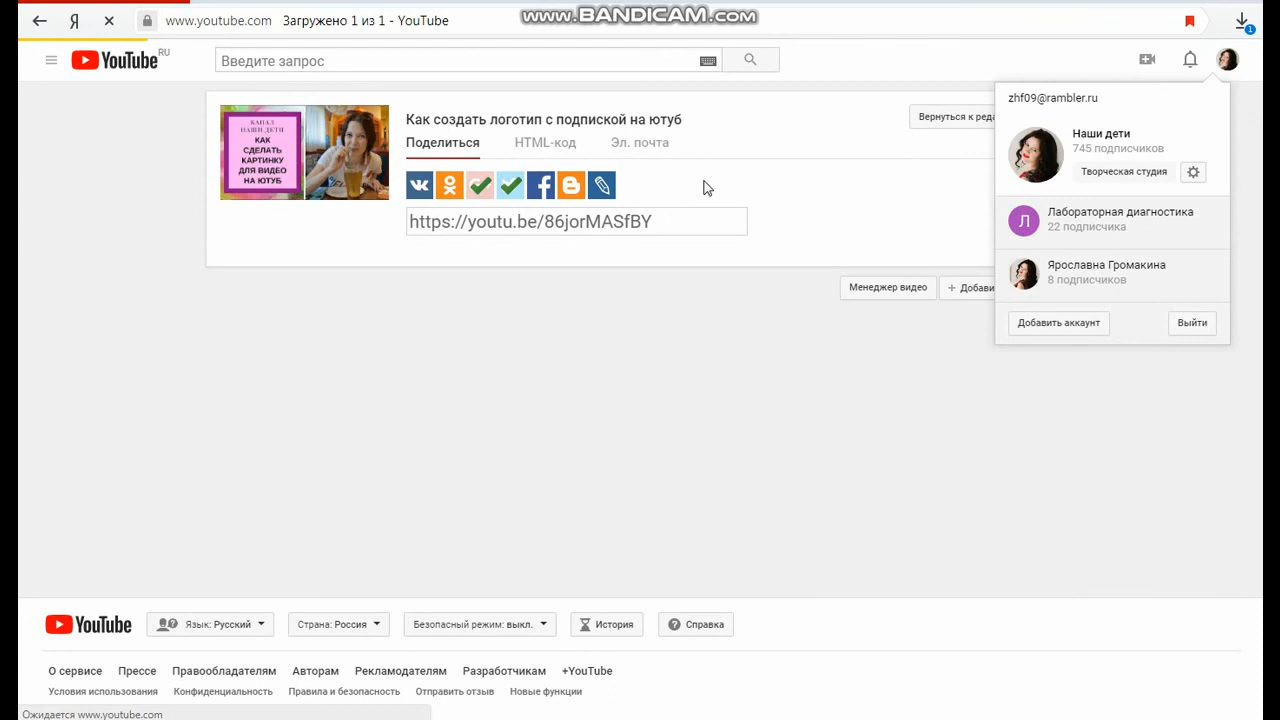 www.BANDICAM.com
Я
www.youtube.com Загружено 1 из 1 - YouTube
1
YouTube RU
Введите запрос
zhf09@rambler.ru
КАНАЛ
НАШИ ДЕТИ
КАК
СДЕЛАТЬ
КАРТИНКУ
ДЛЯ ВИДЕО
НА ЮТУБ
Как создать логотип с подпиской на ютуб
Вернуться к реда
Поделиться HTML-код Эл. почта
https://youtu.be/86jorMASfBY
Наши дети
745 подписчиков
Творческая студия
Л
Лабораторная диагностика
22 подписчика
Ярославна Громакина
8 подписчиков
Менеджер видео + Добави
Добавить аккаунт Выйти
YouTube Язык: Русский Страна: Россия Безопасный режим: выкл. История Справка
О сервисе Прессе Правообладателям Авторам Рекламодателям Разработчикам +YouTube
Условия использования Конфиденциальность Правила и безопасность Отправить отзыв Новые функции
Ожидается www.youtube.com